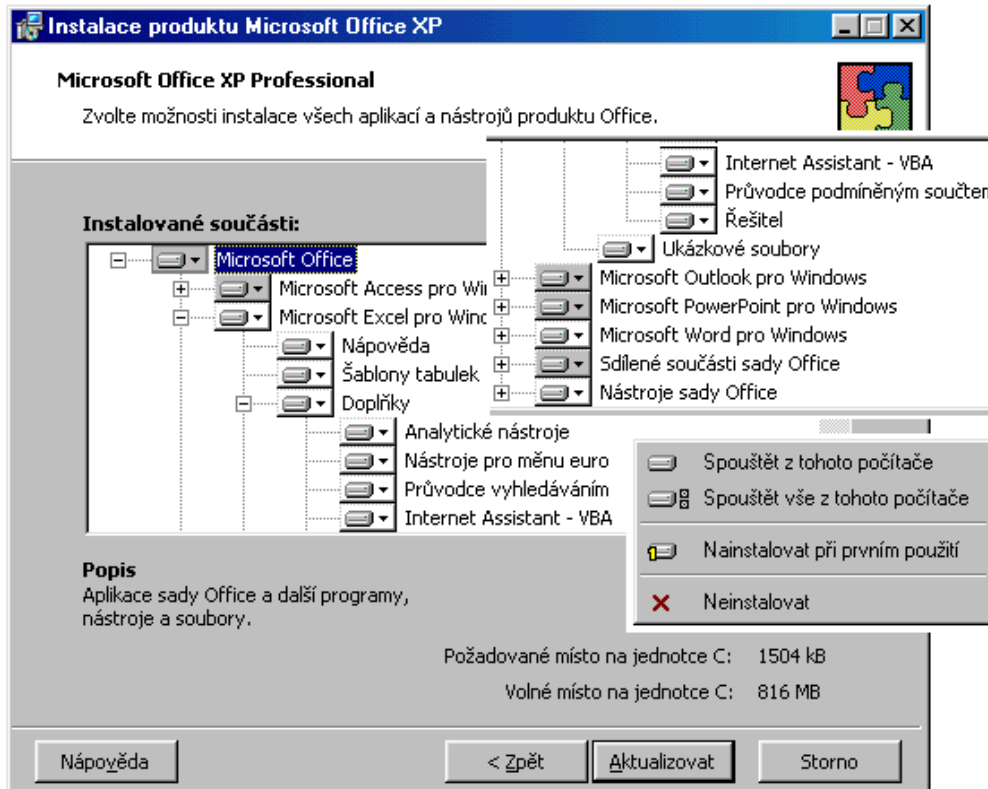 Instalace produktu Microsoft Office XP
Microsoft Office XP Professional
Zvolte možnosti instalace všech aplikací a nástrojů produktu Office.
Instalované součásti:
Microsoft Office
Microsoft Access pro Wi
Microsoft Excel pro Wind
Nápověda
Šablony tabulek
Doplňky
Analytické nástroje
Nástroje pro měnu euro
Průvodce vyhledáváním
Internet Assistant - VBA
Internet Assistant - VBA
Průvodce podmíněným součtem
Řešitel
Ukázkové soubory
Microsoft Outlook pro Windows
Microsoft PowerPoint pro Windows
Microsoft Word pro Windows
Sdílené součásti sady Office
Nástroje sady Office
Spouštět z tohoto počítače
Spouštět vše z tohoto počítače
Nainstalovat při prvním použití
Neinstalovat
Popis
Aplikace sady Office a další programy,
nástroje a soubory.
Požadované místo na jednotce C: 1504 kB
Volné místo na jednotce C: 816 MB
Nápověda
< Zpět
Aktualizovat
Storno